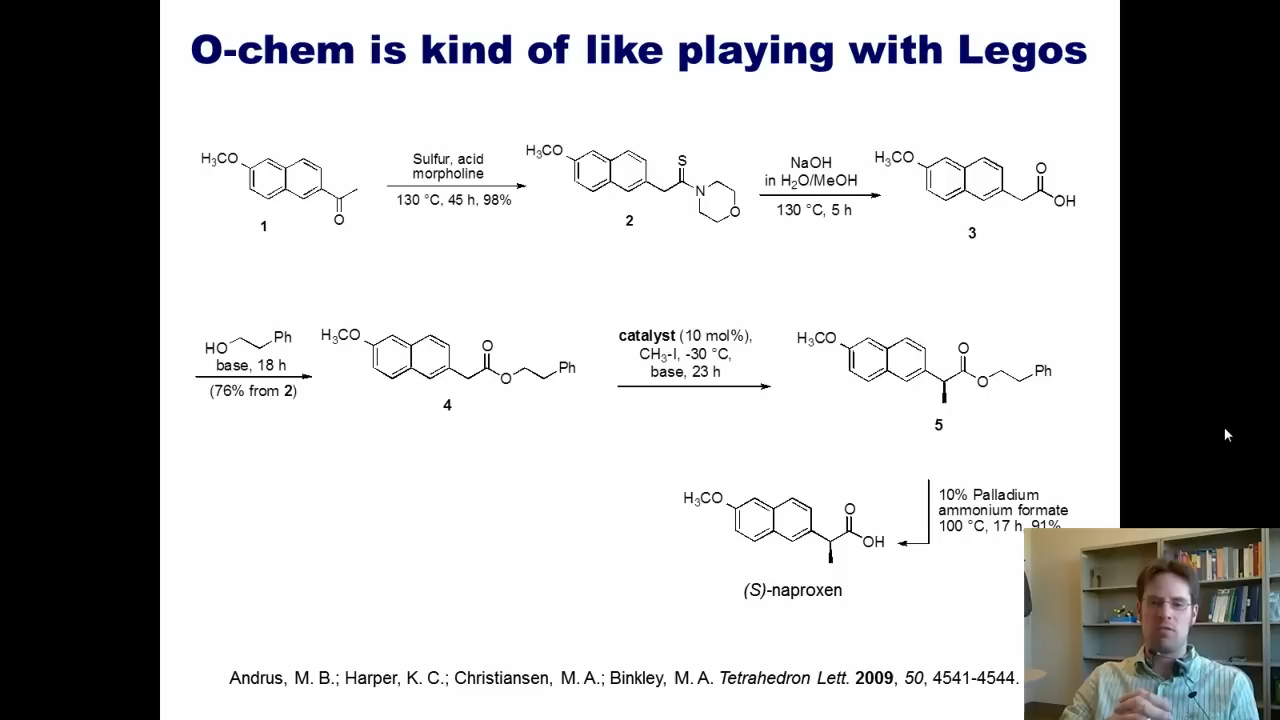 O-chem is kind of like playing with Legos
H₃CO
O
1
Sulfur, acid
morpholine
130 °C, 45 h, 98%
H₃CO
S
N
O
2
NaOH
in H₂O/MeOH
130 °C, 5 h
H₃CO
O
OH
3
HO
Ph
base, 18 h
(76% from 2)
H₃CO
O
O
Ph
4
catalyst (10 mol%),
CH₃-I, -30 °C,
base, 23 h
H₃CO
O
O
Ph
5
10% Palladium
ammonium formate
100 °C, 17 h, 91%
H₃CO
O
OH
(S)-naproxen
Andrus, M. B.; Harper, K. C.; Christiansen, M. A.; Binkley, M. A. Tetrahedron Lett. 2009, 50, 4541-4544.